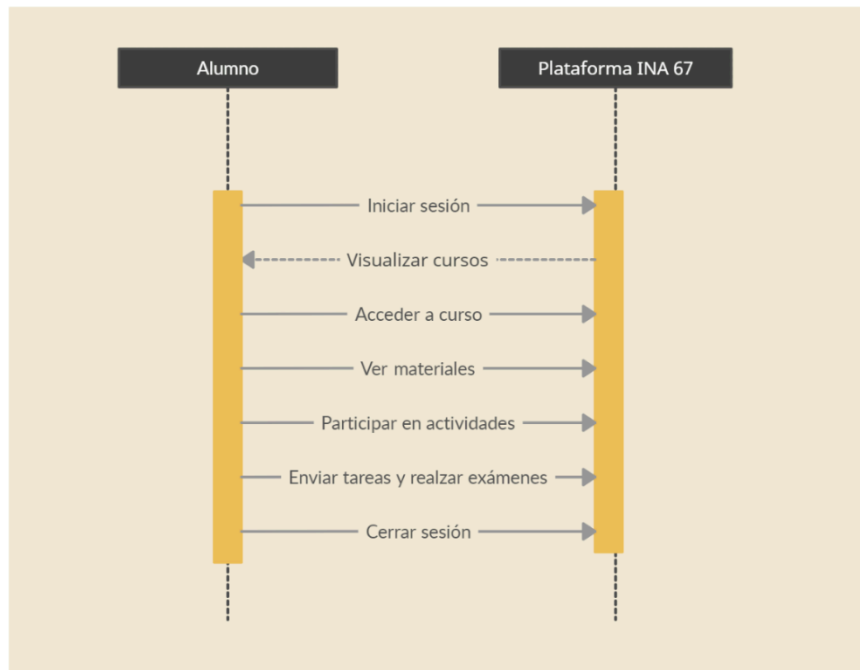 Alumno
Plataforma INA 67
Iniciar sesión
Visualizar cursos
Acceder a curso
Ver materiales
Participar en actividades
Enviar tareas y realzar exámenes
Cerrar sesión